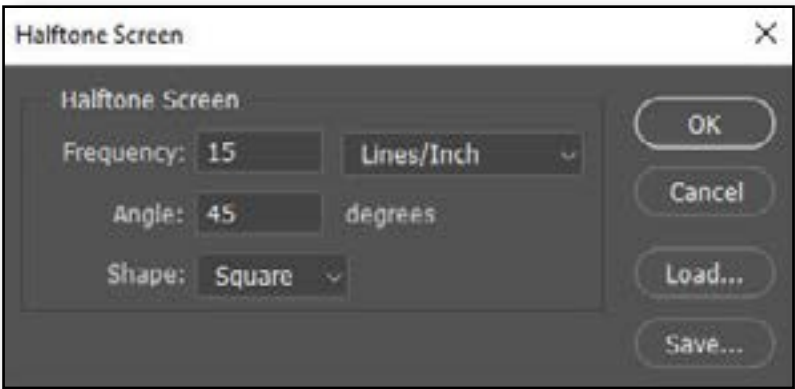 Halftone Screen
Halftone Screen
Frequency: 15 Lines/Inch
Angle: 45 degrees
Shape: Square
OK
Cancel
Load...
Save...